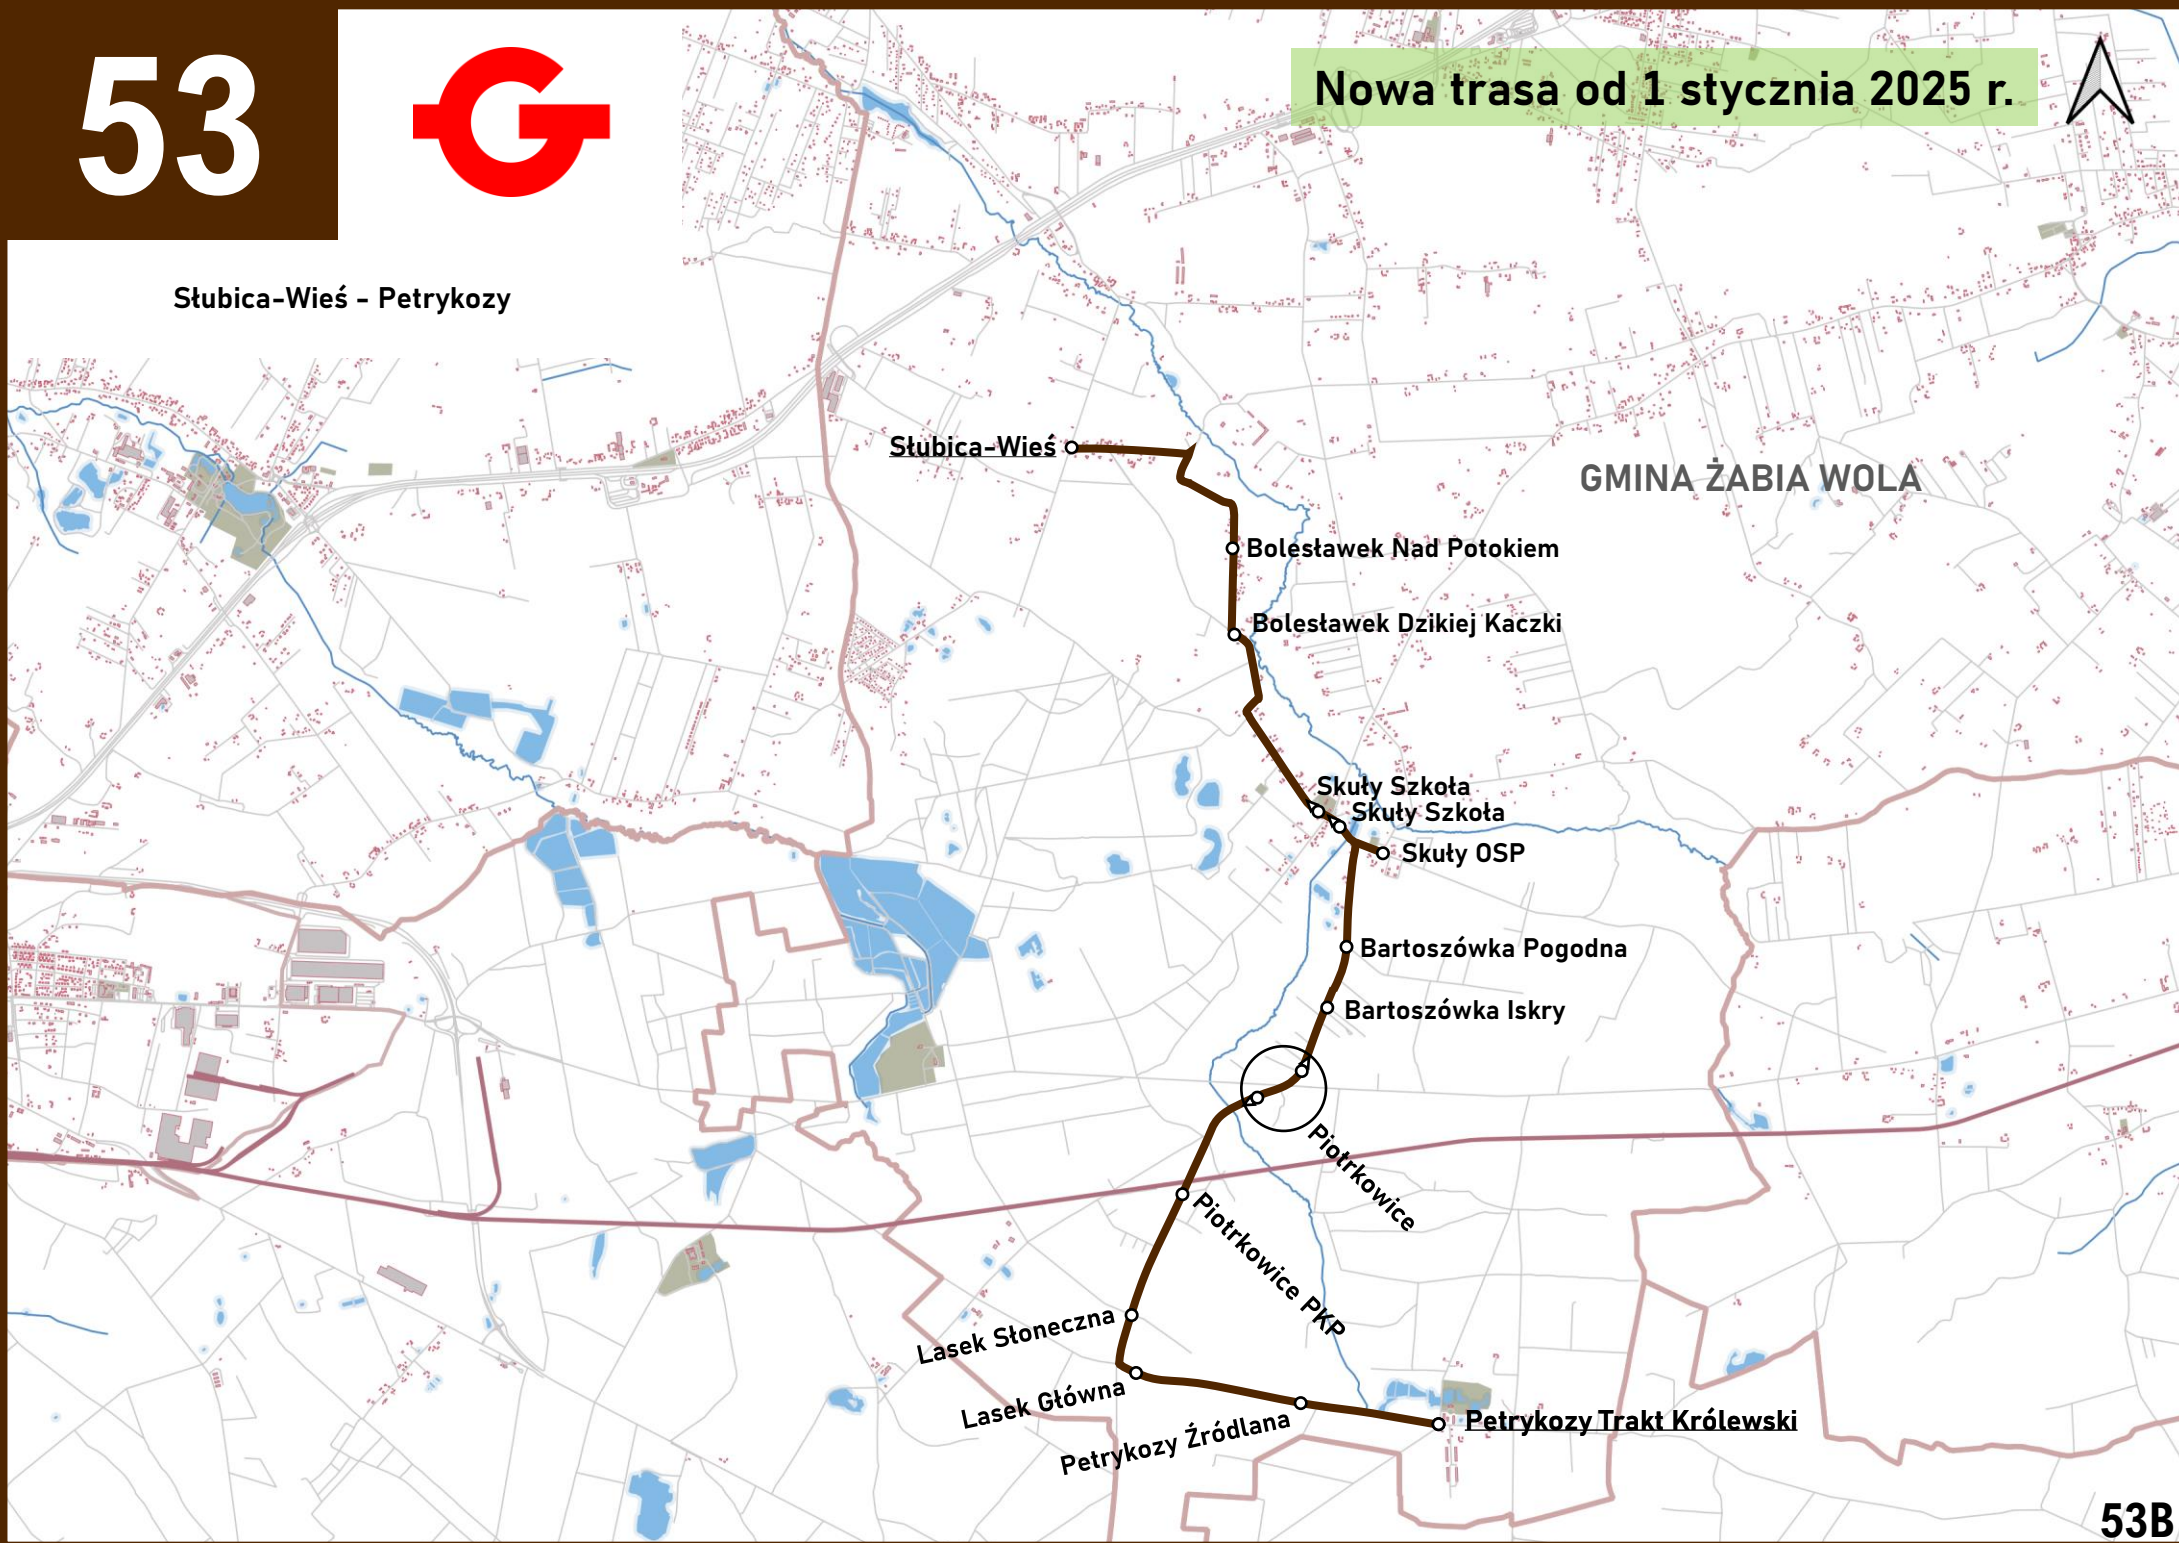 53
G
Nowa trasa od 1 stycznia 2025 r.
Słubica-Wieś - Petrykozy
Słubica-Wieś
GMINA ŻABIA WOLA
Bolesławek Nad Potokiem
Bolesławek Dzikiej Kaczki
Skuły Szkoła
Skuły Szkoła
Skuły OSP
Bartoszówka Pogodna
Bartoszówka Iskry
Piotrkowice
Piotrkowice PKP
Lasek Słoneczna
Lasek Główna
Petrykozy Źródlana
Petrykozy Trakt Królewski
53B